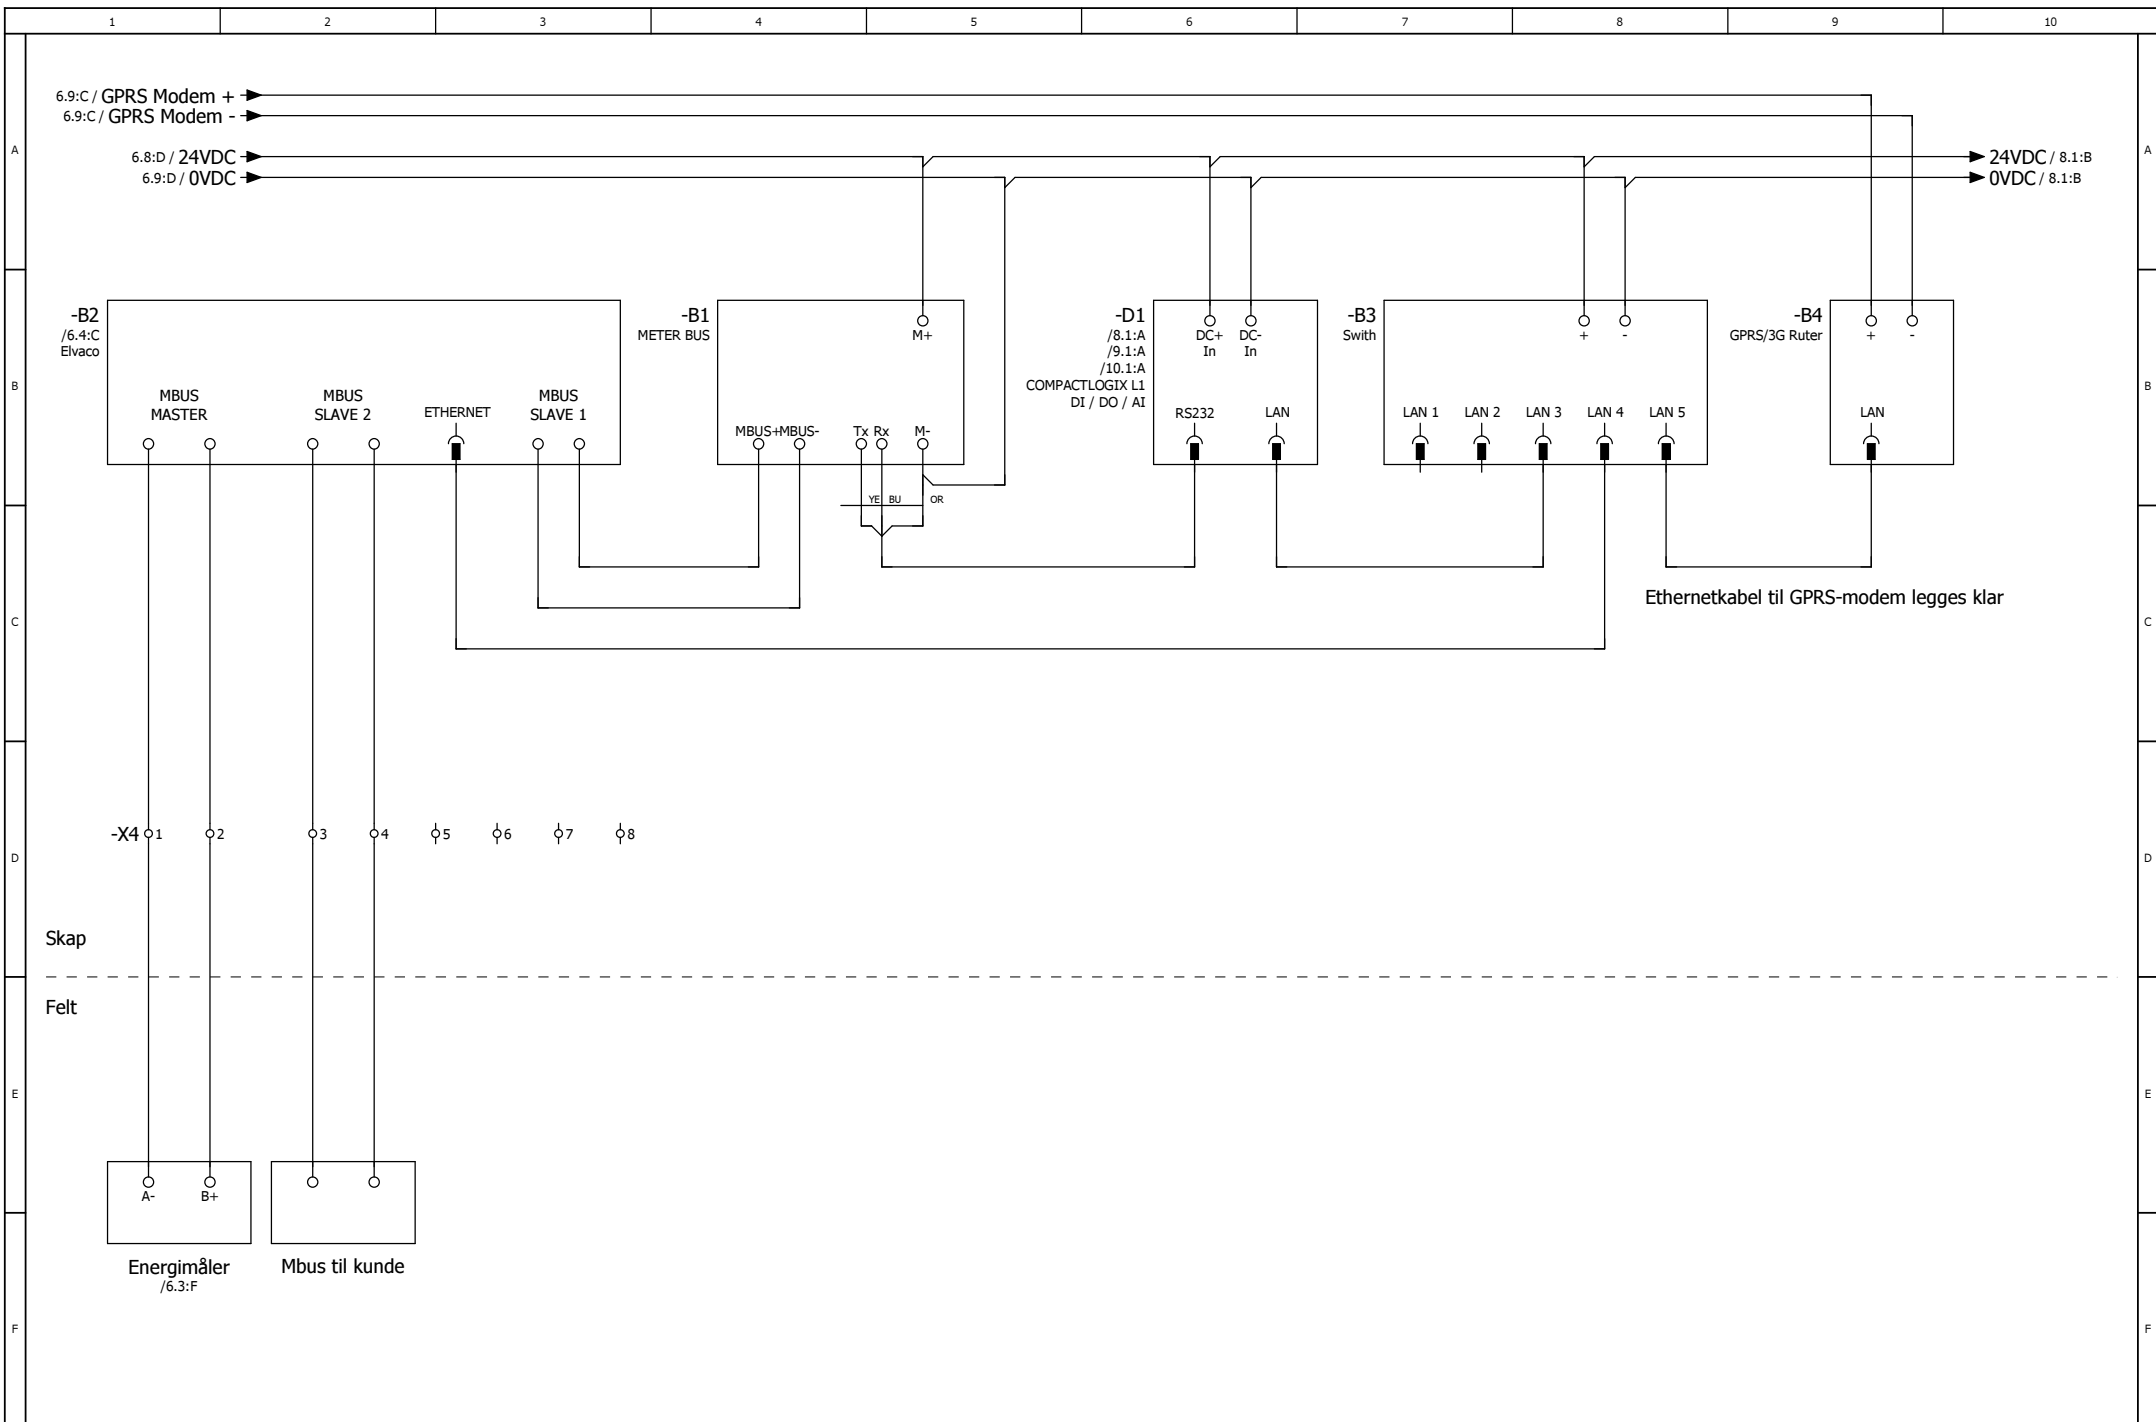 1 2 3 4 5 6 7 8 9 10
6.9:C / GPRS Modem +
6.9:C / GPRS Modem -
A A
6.8:D / 24VDC 24VDC / 8.1:B
6.9:D / 0VDC 0VDC / 8.1:B
-B2
/6.4:C
Elvaco
MBUS
MASTER
MBUS
SLAVE 2
ETHERNET
MBUS
SLAVE 1
-B1
METER BUS
M+
MBUS+ MBUS- Tx Rx M-
YE BU OR
-D1
/8.1:A
/9.1:A
/10.1:A
COMPACTLOGIX L1
DI / DO / AI
DC+
In
DC-
In
RS232 LAN
-B3
Swith
+ -
LAN 1 LAN 2 LAN 3 LAN 4 LAN 5
-B4
GPRS/3G Ruter
+ -
LAN
B B
Ethernetkabel til GPRS-modem legges klar
C C
-X4 1 2 3 4 5 6 7 8
D D
Skap
Felt
E E
A- B+
Energimåler
/6.3:F
Mbus til kunde
F F